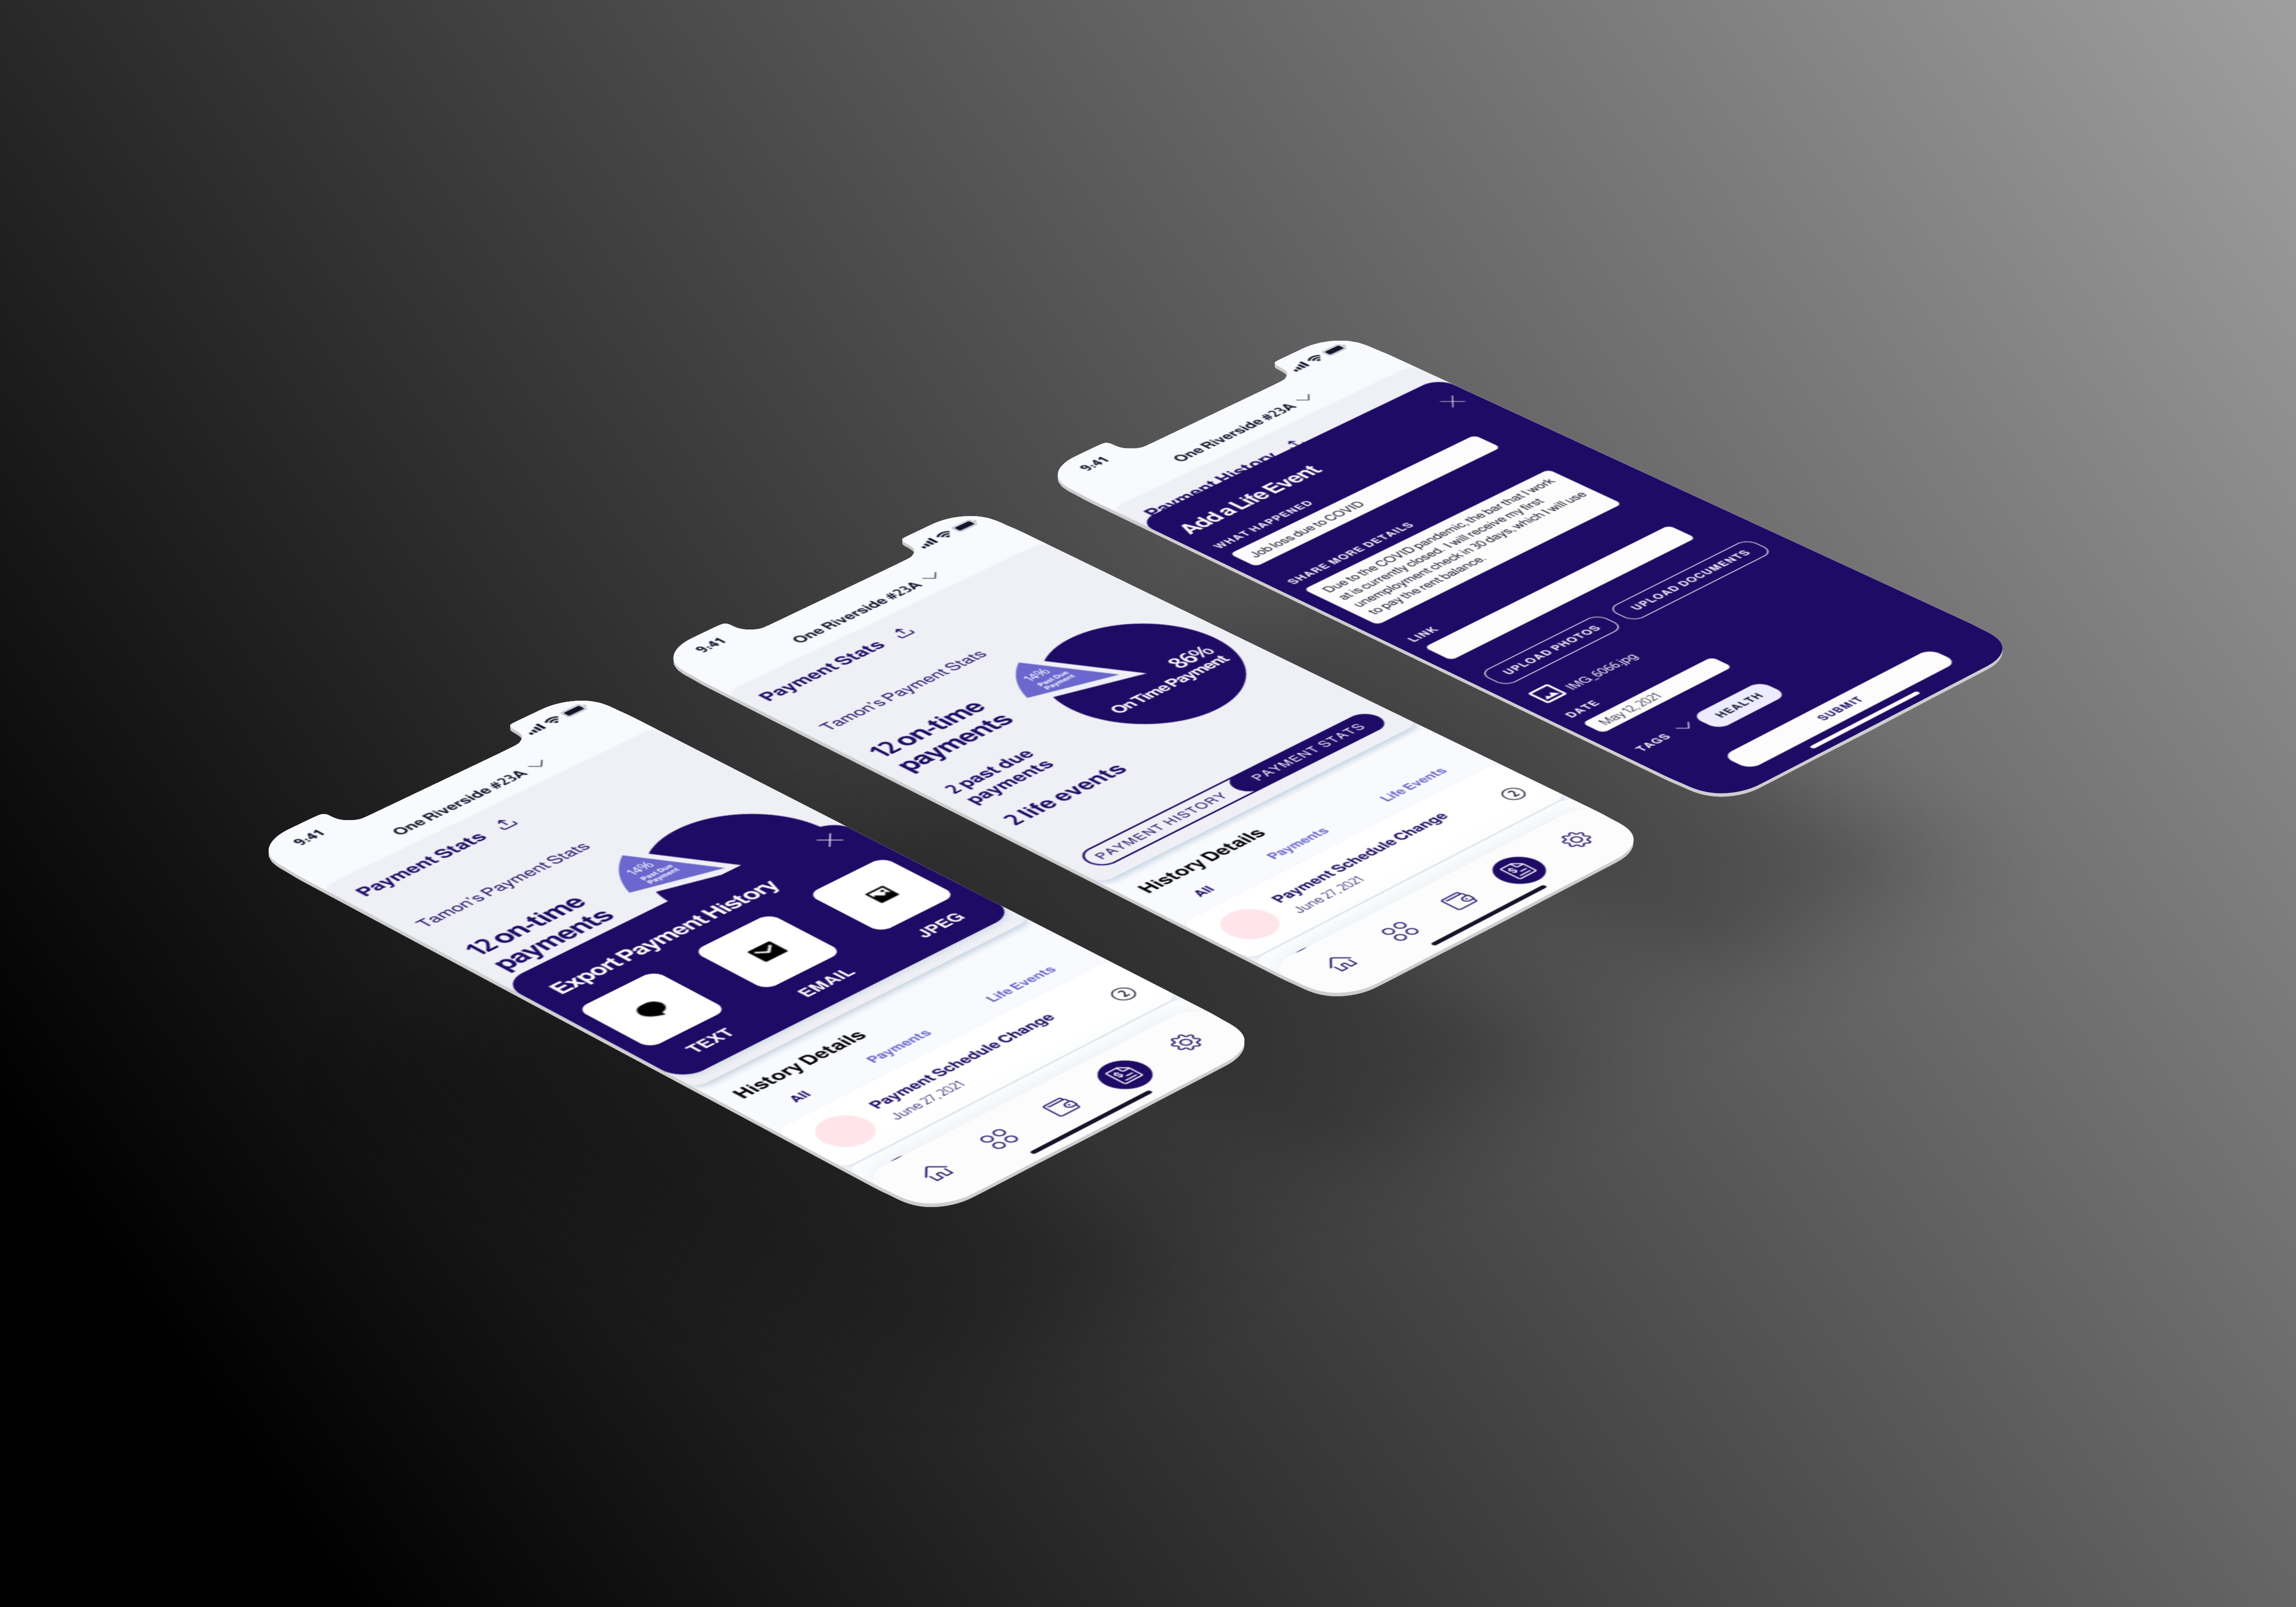 9:41
One Riverside #23A
Payment Stats
Tamon's Payment Stats
12 on-time
payments
14%
Past Due
Payment
Export Payment History
TEXT
EMAIL
JPEG
History Details
All
Payments
Life Events
Payment Schedule Change
June 27, 2021
2
9:41
One Riverside #23A
Payment Stats
Tamon's Payment Stats
12 on-time
payments
2 past due
payments
2 life events
14%
Past Due
Payment
86%
On Time Payment
PAYMENT HISTORY
PAYMENT STATS
History Details
All
Payments
Life Events
Payment Schedule Change
June 27, 2021
2
9:41
One Riverside #23A
Payment History
Add a Life Event
WHAT HAPPENED
Job loss due to COVID
SHARE MORE DETAILS
Due to the COVID pandemic, the bar that I work
at is currently closed. I will receive my first
unemployment check in 30 days, which I will use
to pay the rent balance.
LINK
UPLOAD PHOTOS
UPLOAD DOCUMENTS
IMG_6066.jpg
DATE
May 12, 2021
TAGS
HEALTH
SUBMIT